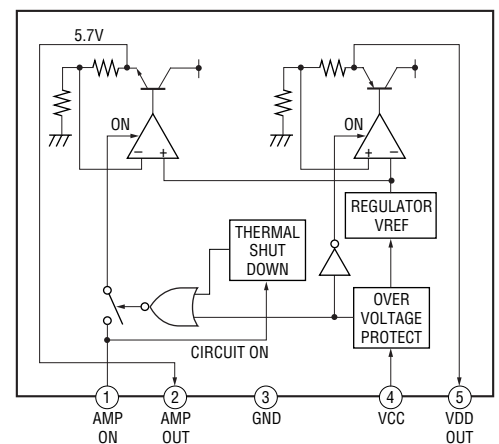 5.7V
ON
ON
−
+
+
−
REGULATOR
VREF
THERMAL
SHUT
DOWN
OVER
VOLTAGE
PROTECT
CIRCUIT ON
1
2
3
4
5
AMP
ON
AMP
OUT
GND
VCC
VDD
OUT